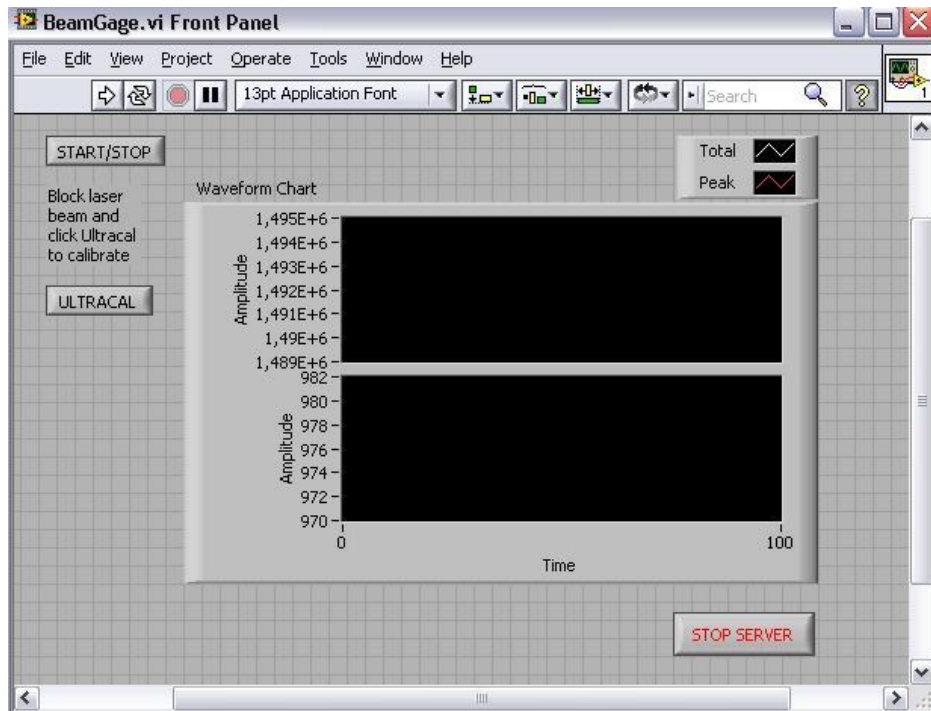 BeamGage.vi Front Panel
File Edit View Project Operate Tools Window Help
13pt Application Font
Search
1
START/STOP
Block laser
beam and
click Ultracal
to calibrate
ULTRACAL
Total
Peak
Waveform Chart
Amplitude
1,495E+6
1,494E+6
1,493E+6
1,492E+6
1,491E+6
1,49E+6
1,489E+6
Amplitude
982
980
978
976
974
972
970
0
100
Time
STOP SERVER